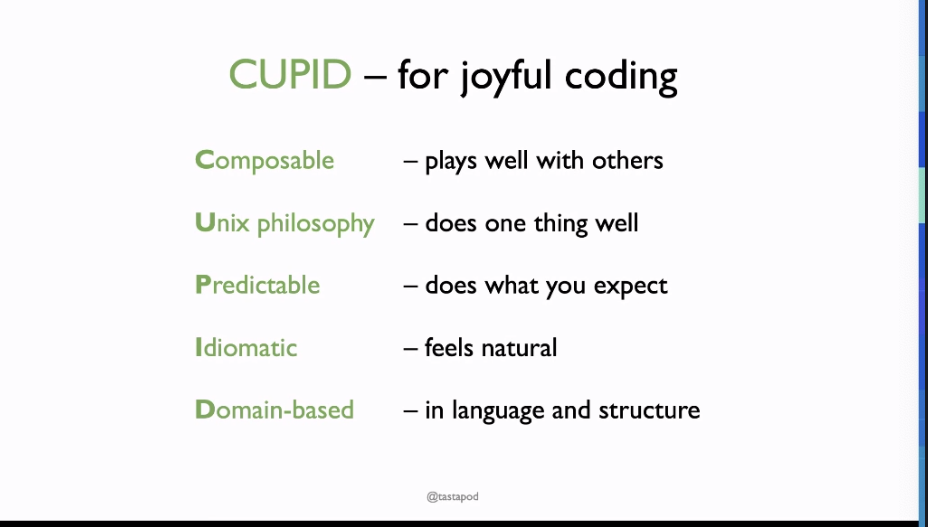 CUPID – for joyful coding
Composable – plays well with others
Unix philosophy – does one thing well
Predictable – does what you expect
Idiomatic – feels natural
Domain-based – in language and structure
@tastapod